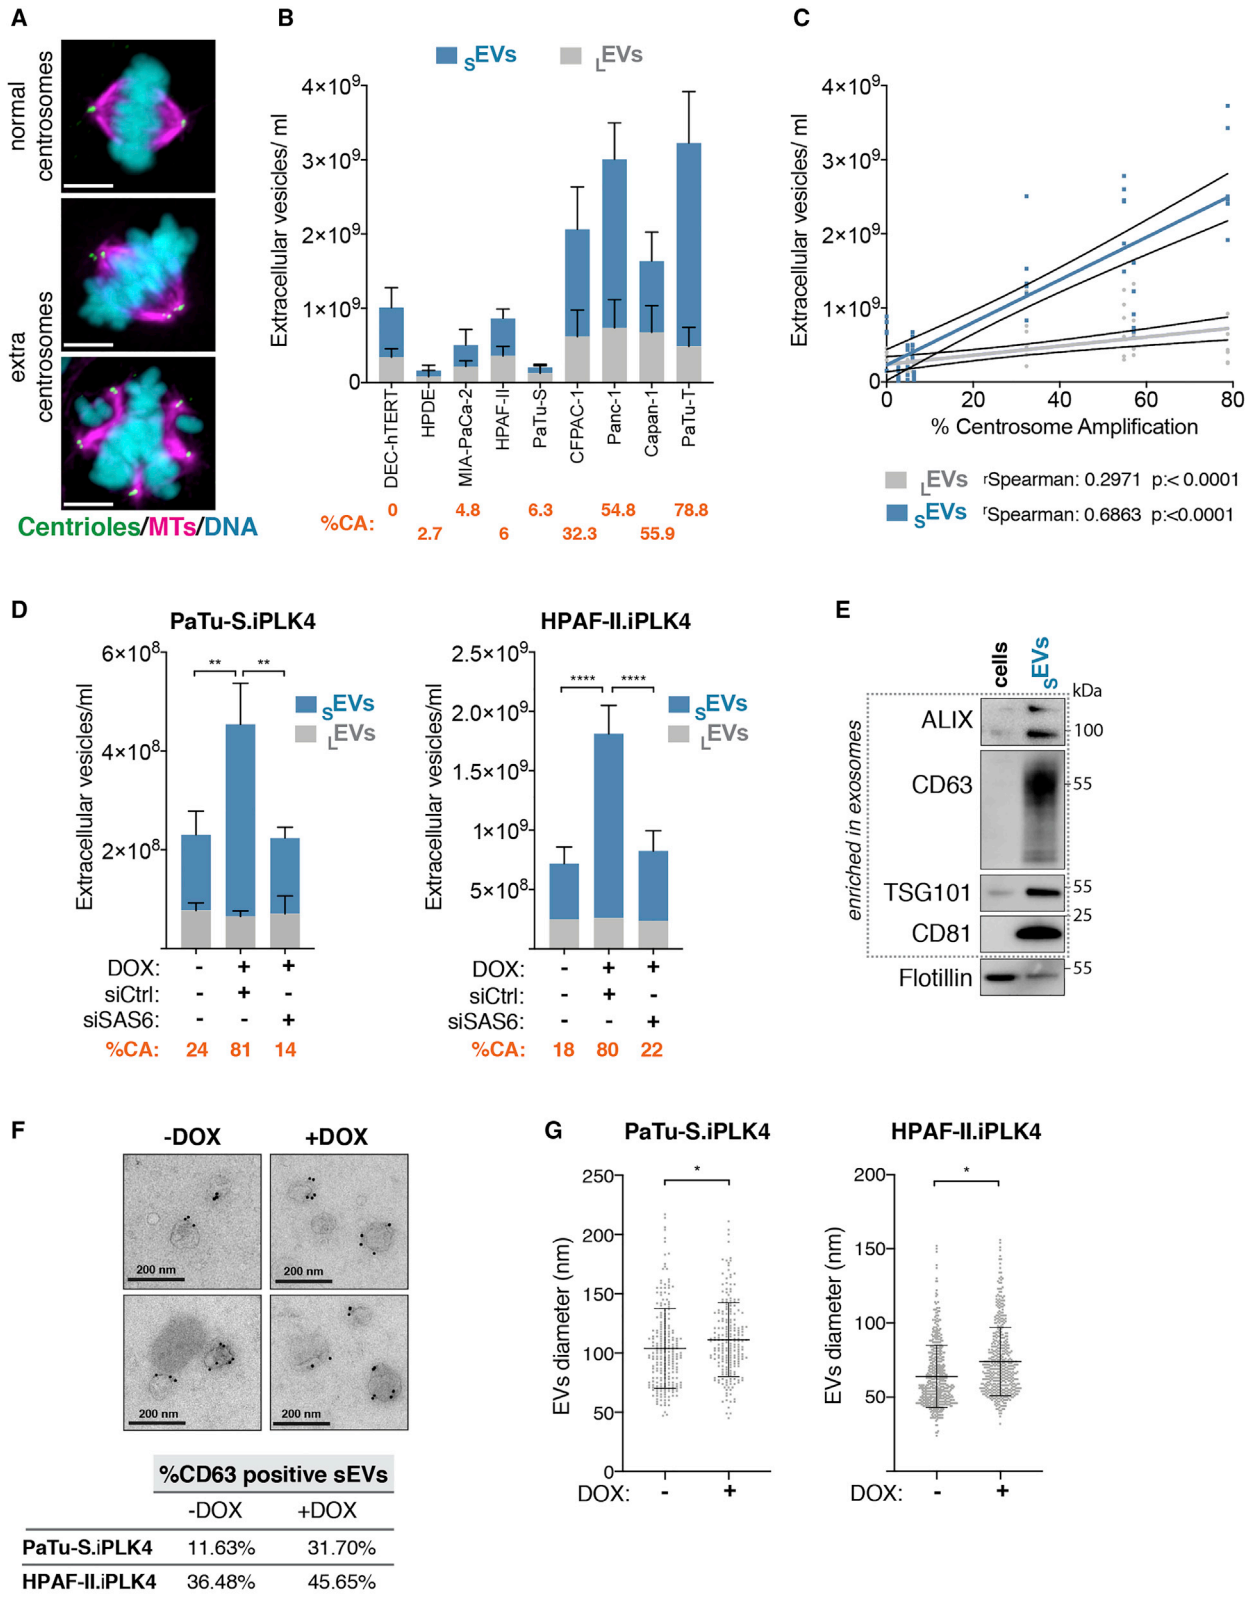 A
normal
centrosomes
extra
centrosomes
Centrioles/MTs/DNA
B
SEVs
LEVs
Extracellular vesicles/ ml
4×10⁹
3×10⁹
2×10⁹
1×10⁹
0
DEC-hTERT
HPDE
MIA-PaCa-2
HPAF-II
PaTu-S
CFPAC-1
Panc-1
Capan-1
PaTu-T
%CA:
0
2.7
4.8
6
6.3
32.3
54.8
55.9
78.8
C
Extracellular vesicles/ ml
4×10⁹
3×10⁹
2×10⁹
1×10⁹
0
0 20 40 60 80
% Centrosome Amplification
LEVs rSpearman: 0.2971 p:< 0.0001
SEVs rSpearman: 0.6863 p:<0.0001
D
PaTu-S.iPLK4
Extracellular vesicles/ml
6×10⁸
4×10⁸
2×10⁸
** **
SEVs
LEVs
DOX: - + +
siCtrl: - + -
siSAS6: - - +
%CA: 24 81 14
HPAF-II.iPLK4
Extracellular vesicles/ml
2.5×10⁹
2.0×10⁹
1.5×10⁹
1×10⁹
5×10⁸
**** ****
SEVs
LEVs
DOX: - + +
siCtrl: - + -
siSAS6: - - +
%CA: 18 80 22
E
cells
SEVs
kDa
enriched in exosomes
ALIX
100
CD63
55
TSG101
55
25
CD81
Flotillin
55
F
-DOX +DOX
200 nm
200 nm
200 nm
200 nm
%CD63 positive sEVs
-DOX +DOX
PaTu-S.iPLK4 11.63% 31.70%
HPAF-II.iPLK4 36.48% 45.65%
G
PaTu-S.iPLK4
EVs diameter (nm)
250
200
150
100
50
0
*
DOX: - +
HPAF-II.iPLK4
EVs diameter (nm)
200
150
100
50
*
DOX: - +